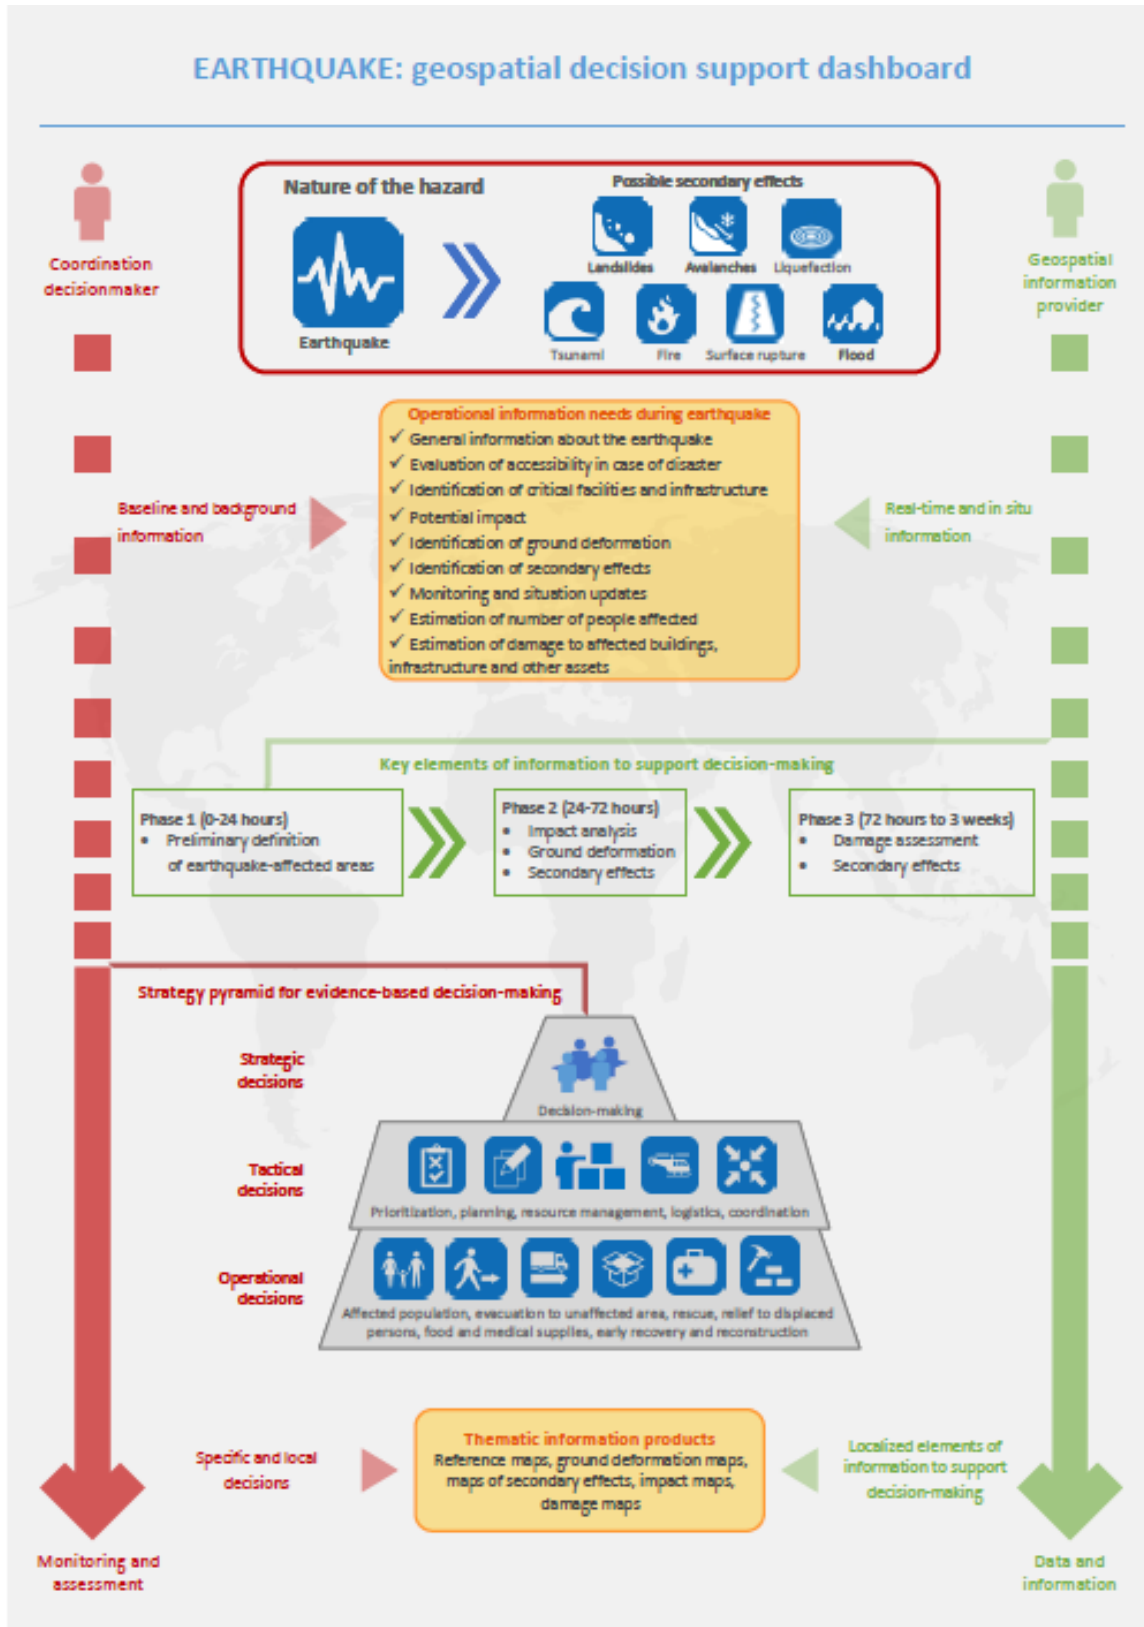 EARTHQUAKE: geospatial decision support dashboard
Coordination
decisionmaker
Nature of the hazard
Earthquake
Possible secondary effects
Landslides
Avalanches
Liquefaction
Tsunami
Fire
Surface rupture
Flood
Geospatial
information
provider
Operational information needs during earthquake
✓ General information about the earthquake
✓ Evaluation of accessibility in case of disaster
✓ Identification of critical facilities and infrastructure
✓ Potential impact
✓ Identification of ground deformation
✓ Identification of secondary effects
✓ Monitoring and situation updates
✓ Estimation of number of people affected
✓ Estimation of damage to affected buildings,
infrastructure and other assets
Baseline and background
information
Real-time and in situ
information
Key elements of information to support decision-making
Phase 1 (0-24 hours)
• Preliminary definition
of earthquake-affected areas
Phase 2 (24-72 hours)
• Impact analysis
• Ground deformation
• Secondary effects
Phase 3 (72 hours to 3 weeks)
• Damage assessment
• Secondary effects
Strategy pyramid for evidence-based decision-making
Strategic
decisions
Decision-making
Tactical
decisions
Prioritization, planning, resource management, logistics, coordination
Operational
decisions
Affected population, evacuation to unaffected area, rescue, relief to displaced
persons, food and medical supplies, early recovery and reconstruction
Specific and local
decisions
Thematic information products
Reference maps, ground deformation maps,
maps of secondary effects, impact maps,
damage maps
Localized elements of
information to support
decision-making
Monitoring and
assessment
Data and
information